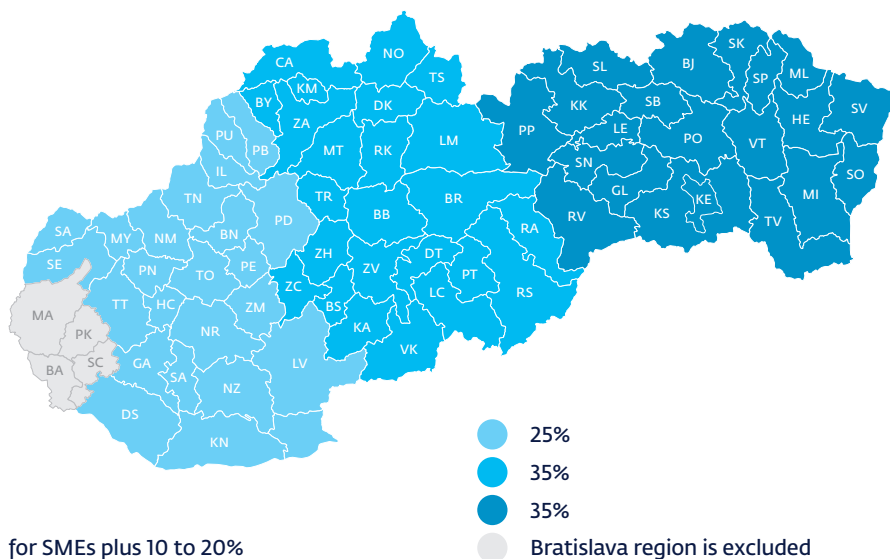 NO
CA
SK
TS
SL
BJ
KM
SP
ML
BY
DK
KK
SB
SV
ZA
HE
PU
PP
LE
PO
PB
MT
RK
LM
VT
IL
SN
SO
TN
GL
KE
MI
TR
BR
PD
BB
RV
KS
TV
SA
MY
NM
BN
RA
ZH
DT
SE
PN
TO
PE
ZV
PT
ZC
LC
RS
TT
HC
ZM
BS
MA
NR
KA
PK
VK
SC
GA
LV
BA
SA
NZ
DS
KN
25%
35%
35%
for SMEs plus 10 to 20%
Bratislava region is excluded